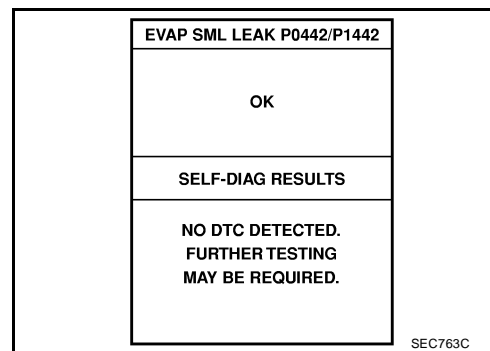 EVAP SML LEAK P0442/P1442
OK
SELF-DIAG RESULTS
NO DTC DETECTED.
FURTHER TESTING
MAY BE REQUIRED.
SEC763C